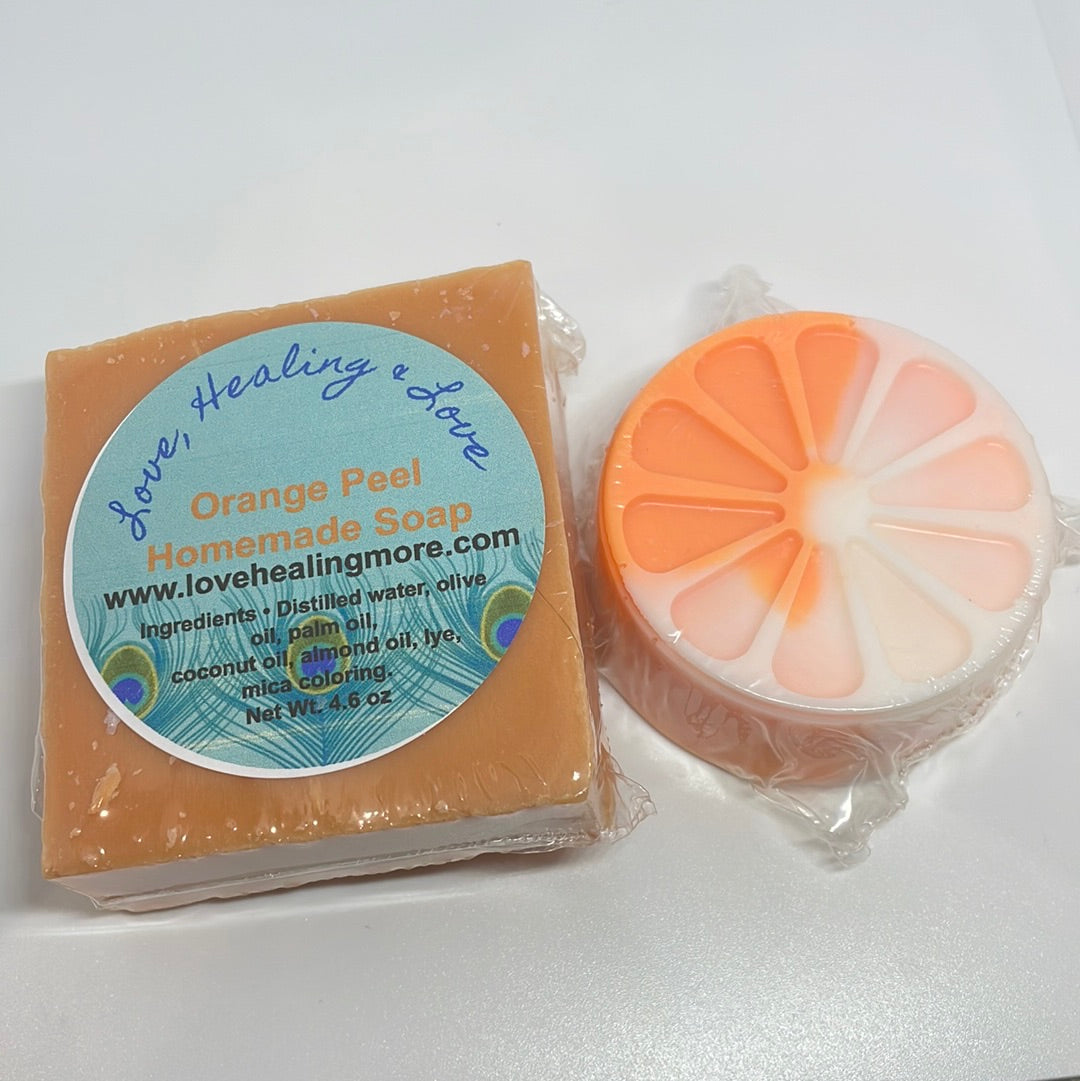 Love, Healing & Love
Orange Peel
Homemade Soap
www.lovehealingmore.com
Ingredients • Distilled water, olive
oil, palm oil,
coconut oil, almond oil, lye,
mica coloring.
Net Wt. 4.6 oz